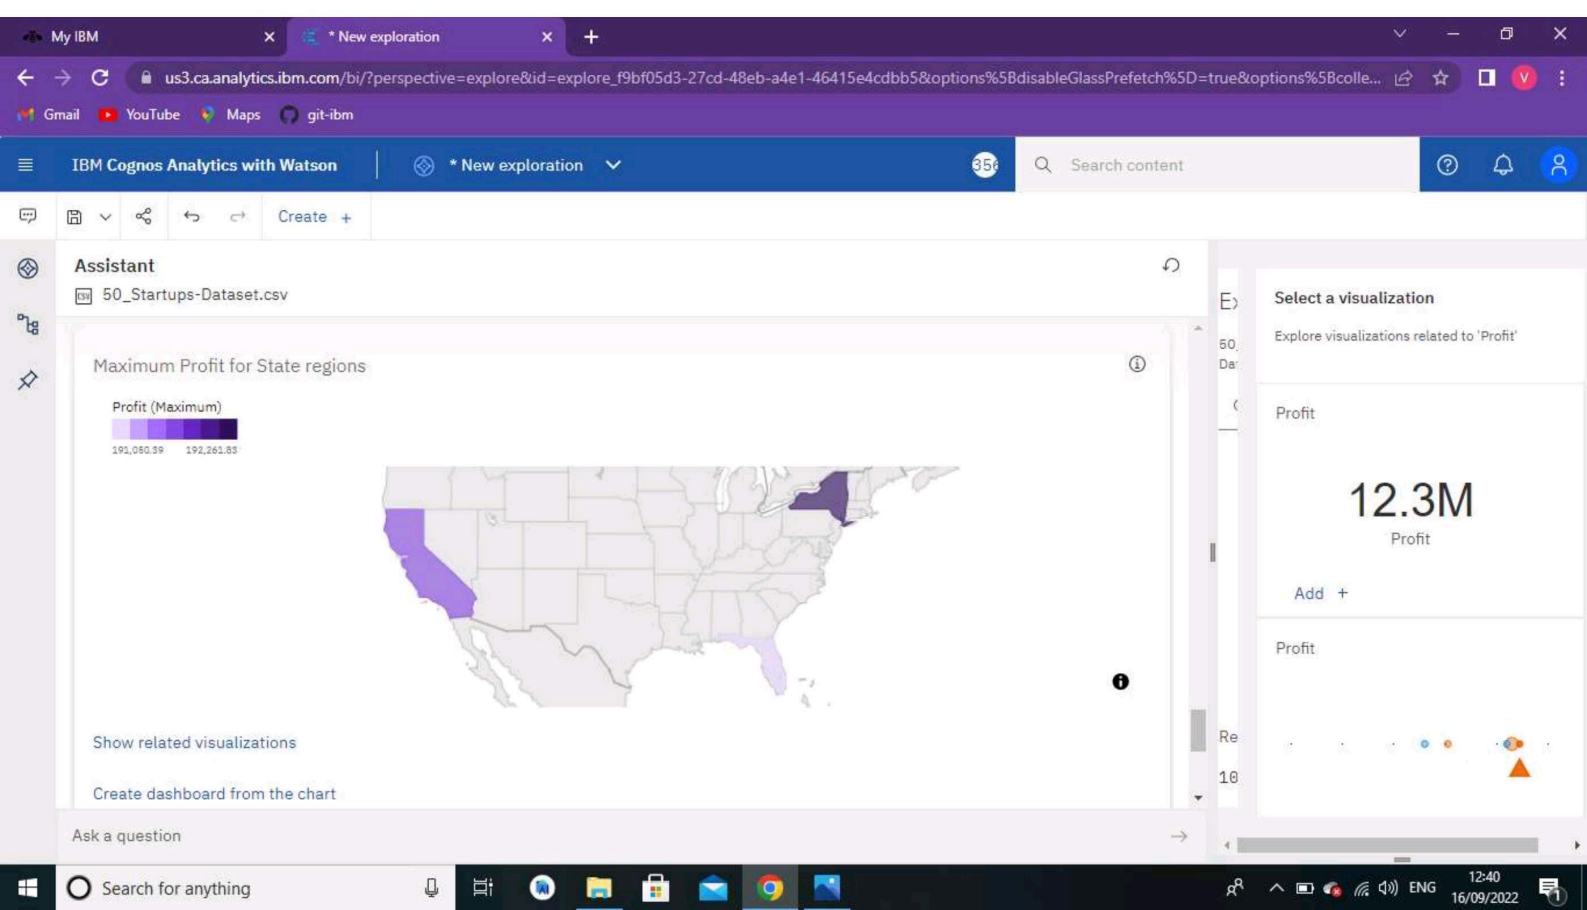 My IBM
* New exploration
us3.ca.analytics.ibm.com/bi/?perspective=explore&id=explore_f9bf05d3-27cd-48eb-a4e1-46415e4cdbb5&options%5BdisableGlassPrefetch%5D=true&options%5Bcolle...
V
Gmail
YouTube
Maps
git-ibm
IBM Cognos Analytics with Watson
* New exploration
356
Search content
Create +
Assistant
CSV 50_Startups-Dataset.csv
Maximum Profit for State regions
Profit (Maximum)
191,050.39 192,261.83
Show related visualizations
Create dashboard from the chart
Ask a question
50_
Re
10
Select a visualization
Explore visualizations related to 'Profit'
Profit
12.3M
Profit
Add +
Profit
Search for anything
ENG
12:40
16/09/2022
1